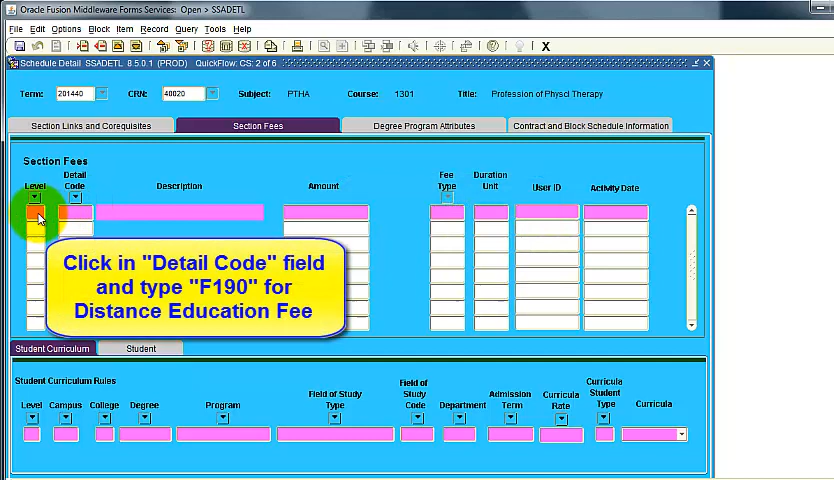 Oracle Fusion Middleware Forms Services: Open > SSADETL
File Edit Options Block Item Record Query Tools Help
X
Schedule Detail SSADETL 8.5.0.1 (PROD) QuickFlow: CS: 2 of 6
Term: 201440 CRN: 40020 Subject: PTHA Course: 1301 Title: Profession of Physcl Therapy
Section Links and Corequisites Section Fees Degree Program Attributes Contract and Block Schedule Information
Section Fees
Level Detail Code Description Amount Fee Type Duration Unit User ID Activity Date
Click in "Detail Code" field
and type "F190" for
Distance Education Fee
Student Curriculum Student
Student Curriculum Rules
Level Campus College Degree Program Field of Study Type Field of Study Code Department Admission Term Curricula Rate Curricula Student Type Curricula